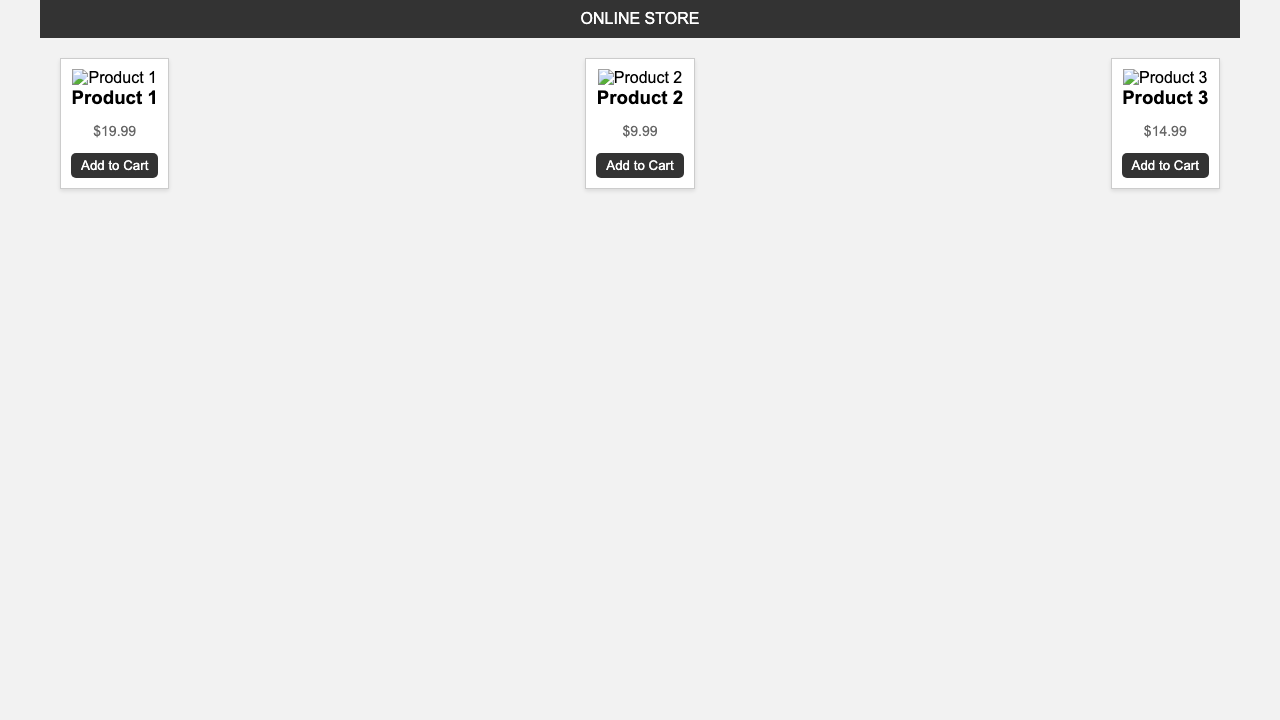 ONLINE STORE
Product 1
Product 1
$19.99
Add to Cart
Product 2
Product 2
$9.99
Add to Cart
Product 3
Product 3
$14.99
Add to Cart